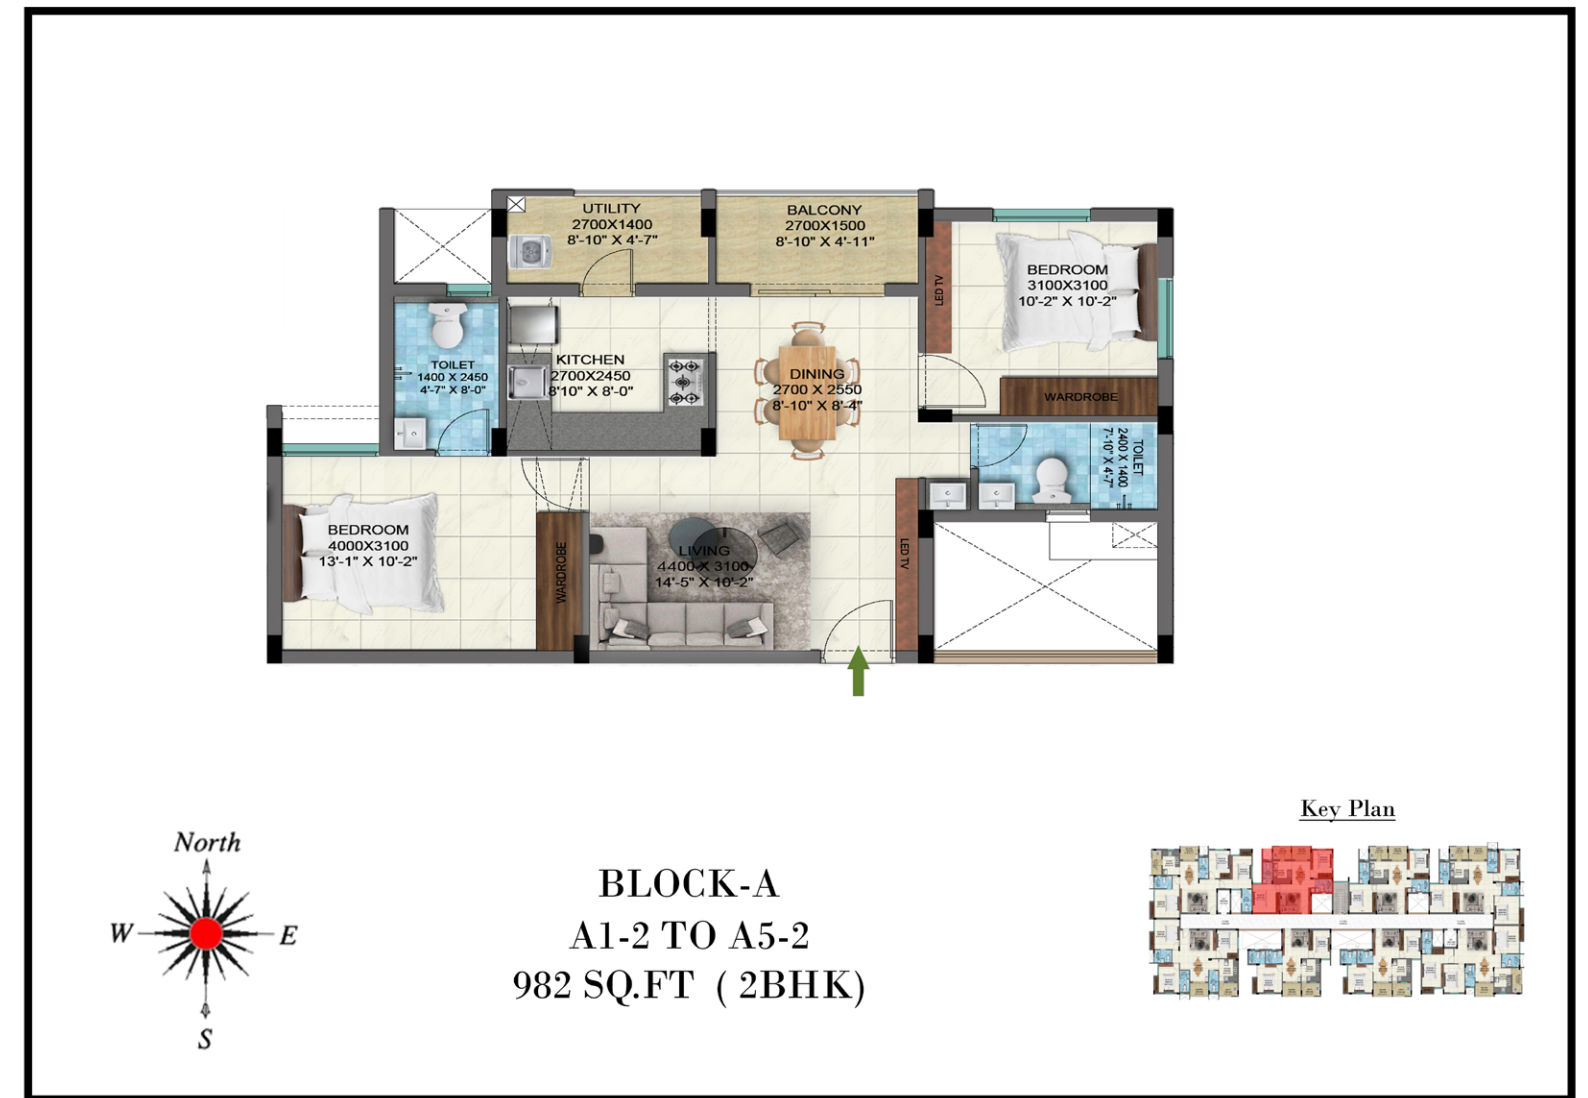 UTILITY
2700X1400
8'-10" X 4'-7"
BALCONY
2700X1500
8'-10" X 4'-11"
LED TV
BEDROOM
3100X3100
10'-2" X 10'-2"
WARDROBE
TOILET
1400 X 2450
4'-7" X 8'-0"
KITCHEN
2700X2450
8'10" X 8'-0"
DINING
2700 X 2550
8'-10" X 8'-4"
TOILET
2400 X 1400
7'-10" X 4'-7"
BEDROOM
4000X3100
13'-1" X 10'-2"
WARDROBE
LIVING
4400 X 3100
14'-5" X 10'-2"
LED TV
Key Plan
North
W
E
S
BLOCK-A
A1-2 TO A5-2
982 SQ.FT ( 2BHK)